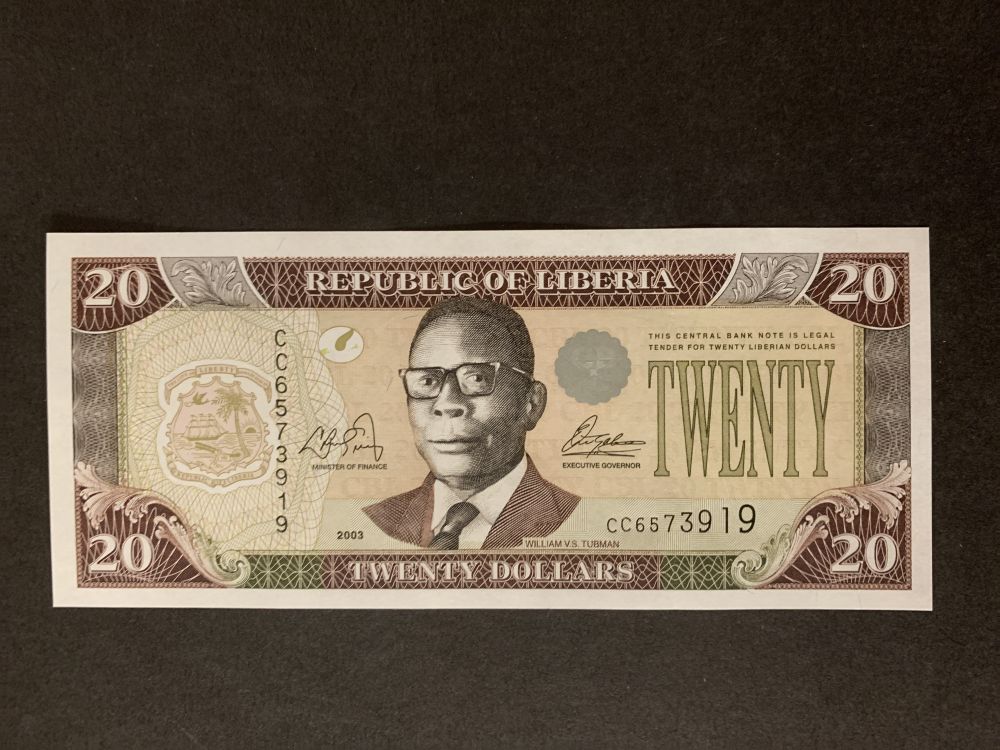 20
REPUBLIC OF LIBERIA
20
THIS CENTRAL BANK NOTE IS LEGAL
TENDER FOR TWENTY LIBERIAN DOLLARS
TWENTY
CC6573919
LIBERTY
MINISTER OF FINANCE
EXECUTIVE GOVERNOR
2003
CC6573919
WILLIAM V.S. TUBMAN
20
TWENTY DOLLARS
20